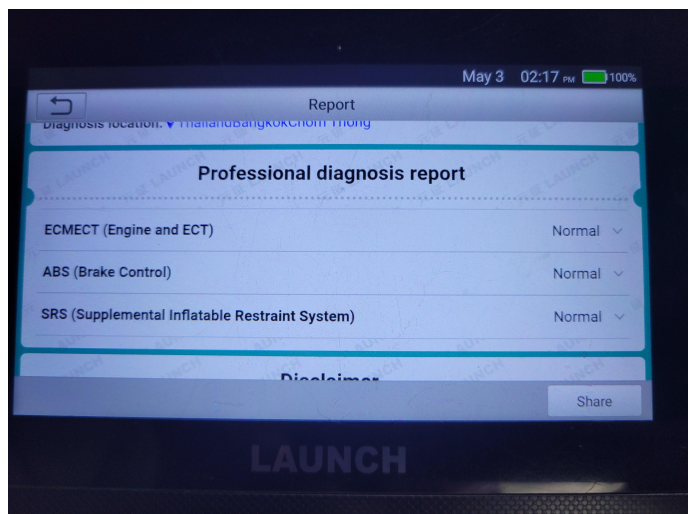 May 3 02:17 PM 100%
Report
Diagnosis location: ThailandBangkokChom Thong
Professional diagnosis report
ECMECT (Engine and ECT) Normal
ABS (Brake Control) Normal
SRS (Supplemental Inflatable Restraint System) Normal
Disclaimer
Share
LAUNCH